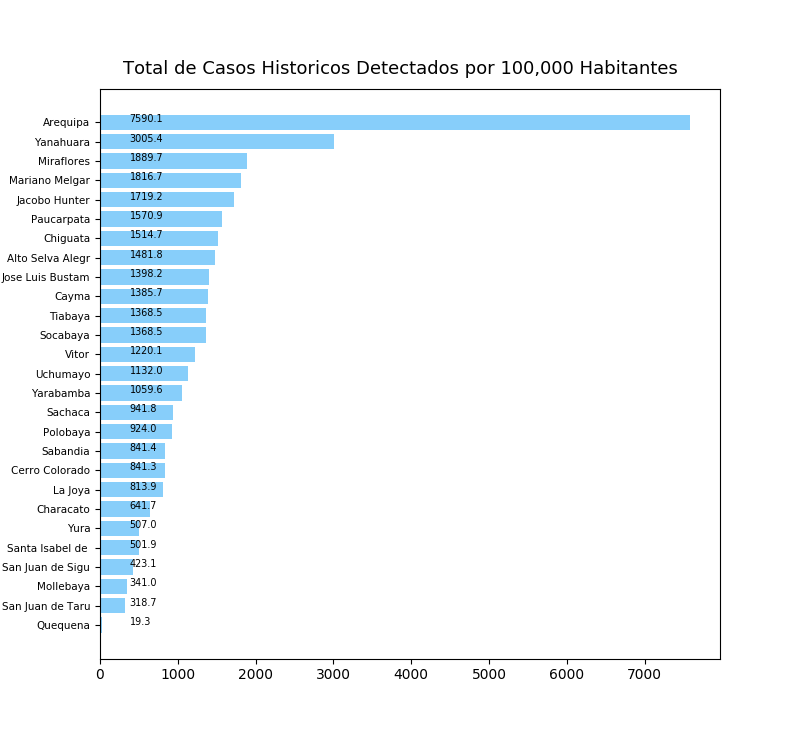 Total de Casos Historicos Detectados por 100,000 Habitantes
Arequipa 7590.1
Yanahuara 3005.4
Miraflores 1889.7
Mariano Melgar 1816.7
Jacobo Hunter 1719.2
Paucarpata 1570.9
Chiguata 1514.7
Alto Selva Alegr 1481.8
Jose Luis Bustam 1398.2
Cayma 1385.7
Tiabaya 1368.5
Socabaya 1368.5
Vitor 1220.1
Uchumayo 1132.0
Yarabamba 1059.6
Sachaca 941.8
Polobaya 924.0
Sabandia 841.4
Cerro Colorado 841.3
La Joya 813.9
Characato 641.7
Yura 507.0
Santa Isabel de 501.9
San Juan de Sigu 423.1
Mollebaya 341.0
San Juan de Taru 318.7
Quequena 19.3
0 1000 2000 3000 4000 5000 6000 7000